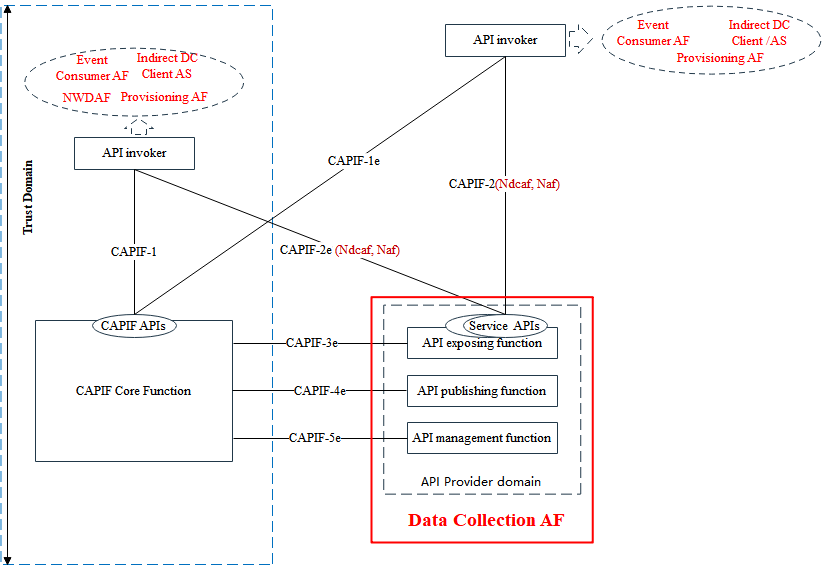 API invoker
Event
Consumer AF
Indirect DC
Client /AS
Provisioning AF
Event
Consumer AF
Indirect DC
Client AS
NWDAF
Provisioning AF
API invoker
Trust Domain
CAPIF-1e
CAPIF-2(Ndcaf, Naf)
CAPIF-1
CAPIF-2e (Ndcaf, Naf)
CAPIF APIs
CAPIF Core Function
CAPIF-3e
CAPIF-4e
CAPIF-5e
Service APIs
API exposing function
API publishing function
API management function
API Provider domain
Data Collection AF